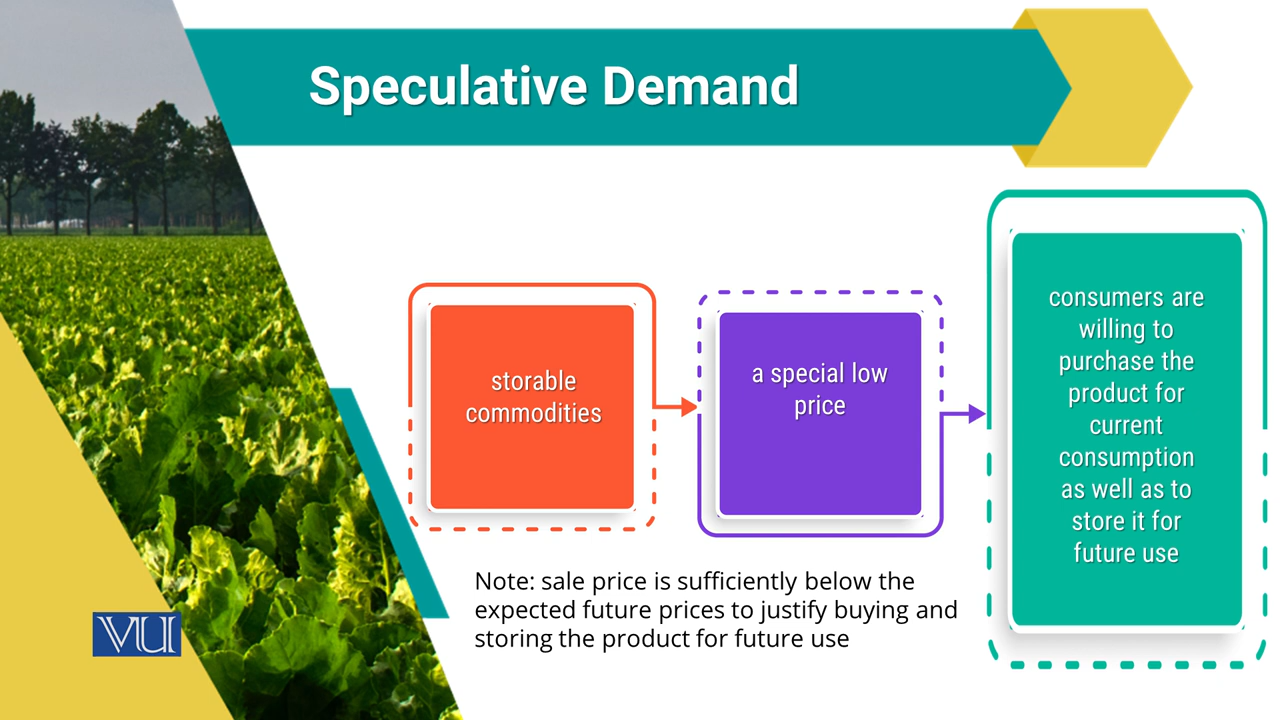 Speculative Demand
storable
commodities
a special low
price
consumers are
willing to
purchase the
product for
current
consumption
as well as to
store it for
future use
Note: sale price is sufficiently below the
expected future prices to justify buying and
storing the product for future use
VU